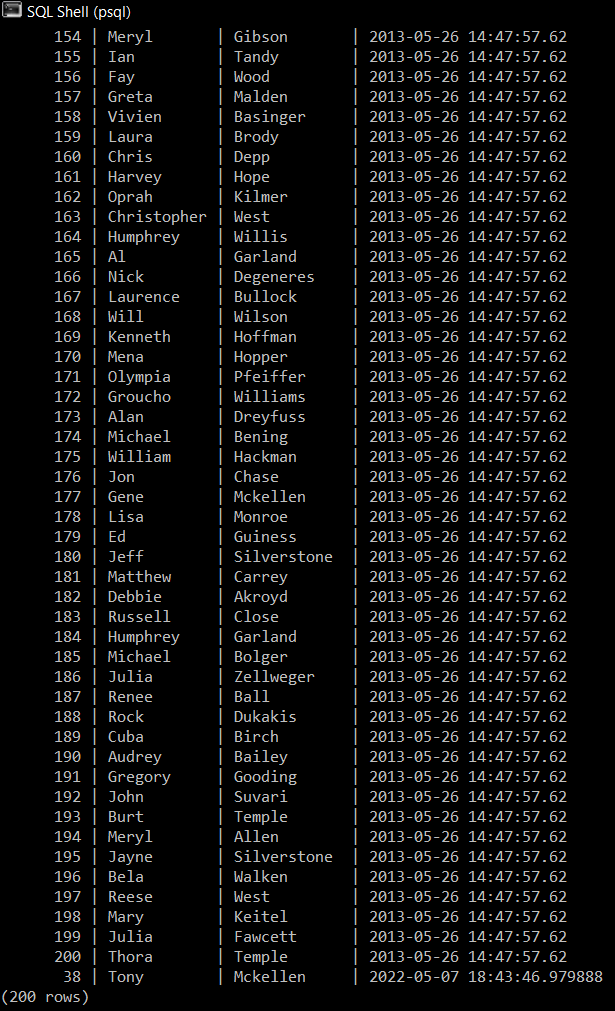 SQL Shell (psql)
154 | Meryl | Gibson | 2013-05-26 14:47:57.62
155 | Ian | Tandy | 2013-05-26 14:47:57.62
156 | Fay | Wood | 2013-05-26 14:47:57.62
157 | Greta | Malden | 2013-05-26 14:47:57.62
158 | Vivien | Basinger | 2013-05-26 14:47:57.62
159 | Laura | Brody | 2013-05-26 14:47:57.62
160 | Chris | Depp | 2013-05-26 14:47:57.62
161 | Harvey | Hope | 2013-05-26 14:47:57.62
162 | Oprah | Kilmer | 2013-05-26 14:47:57.62
163 | Christopher | West | 2013-05-26 14:47:57.62
164 | Humphrey | Willis | 2013-05-26 14:47:57.62
165 | Al | Garland | 2013-05-26 14:47:57.62
166 | Nick | Degeneres | 2013-05-26 14:47:57.62
167 | Laurence | Bullock | 2013-05-26 14:47:57.62
168 | Will | Wilson | 2013-05-26 14:47:57.62
169 | Kenneth | Hoffman | 2013-05-26 14:47:57.62
170 | Mena | Hopper | 2013-05-26 14:47:57.62
171 | Olympia | Pfeiffer | 2013-05-26 14:47:57.62
172 | Groucho | Williams | 2013-05-26 14:47:57.62
173 | Alan | Dreyfuss | 2013-05-26 14:47:57.62
174 | Michael | Bening | 2013-05-26 14:47:57.62
175 | William | Hackman | 2013-05-26 14:47:57.62
176 | Jon | Chase | 2013-05-26 14:47:57.62
177 | Gene | Mckellen | 2013-05-26 14:47:57.62
178 | Lisa | Monroe | 2013-05-26 14:47:57.62
179 | Ed | Guiness | 2013-05-26 14:47:57.62
180 | Jeff | Silverstone | 2013-05-26 14:47:57.62
181 | Matthew | Carrey | 2013-05-26 14:47:57.62
182 | Debbie | Akroyd | 2013-05-26 14:47:57.62
183 | Russell | Close | 2013-05-26 14:47:57.62
184 | Humphrey | Garland | 2013-05-26 14:47:57.62
185 | Michael | Bolger | 2013-05-26 14:47:57.62
186 | Julia | Zellweger | 2013-05-26 14:47:57.62
187 | Renee | Ball | 2013-05-26 14:47:57.62
188 | Rock | Dukakis | 2013-05-26 14:47:57.62
189 | Cuba | Birch | 2013-05-26 14:47:57.62
190 | Audrey | Bailey | 2013-05-26 14:47:57.62
191 | Gregory | Gooding | 2013-05-26 14:47:57.62
192 | John | Suvari | 2013-05-26 14:47:57.62
193 | Burt | Temple | 2013-05-26 14:47:57.62
194 | Meryl | Allen | 2013-05-26 14:47:57.62
195 | Jayne | Silverstone | 2013-05-26 14:47:57.62
196 | Bela | Walken | 2013-05-26 14:47:57.62
197 | Reese | West | 2013-05-26 14:47:57.62
198 | Mary | Keitel | 2013-05-26 14:47:57.62
199 | Julia | Fawcett | 2013-05-26 14:47:57.62
200 | Thora | Temple | 2013-05-26 14:47:57.62
38 | Tony | Mckellen | 2022-05-07 18:43:46.979888
(200 rows)